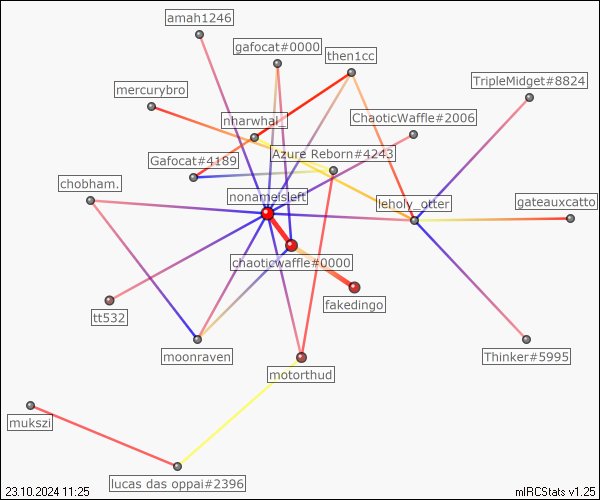 amah1246
gafocat#0000
then1cc
TripleMidget#8824
mercurybro
nharwhal_
ChaoticWaffle#2006
Gafocat#4189
Azure Reborn#4243
chobham.
nonameisleft
leholy_otter
gateauxcatto
chaoticwaffle#0000
fakedingo
tt532
moonraven
motorthud
Thinker#5995
mukszi
lucas das oppai#2396
23.10.2024 11:25
mIRCStats v1.25